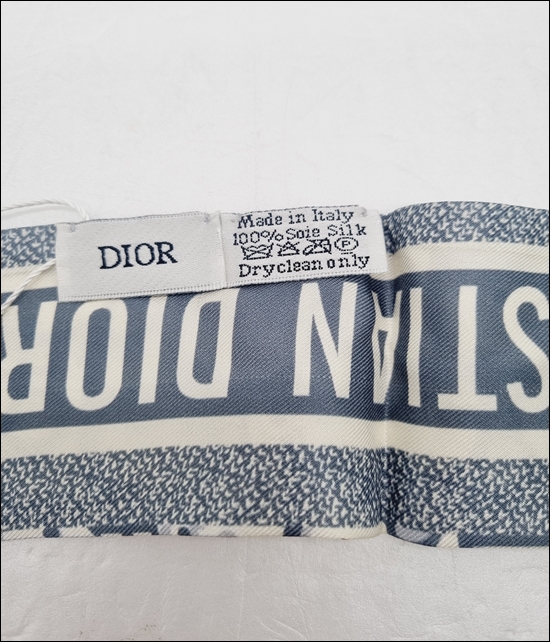 DIOR
Made in Italy
100% Soie Silk
P
Dryclean only
STIAN DIOR